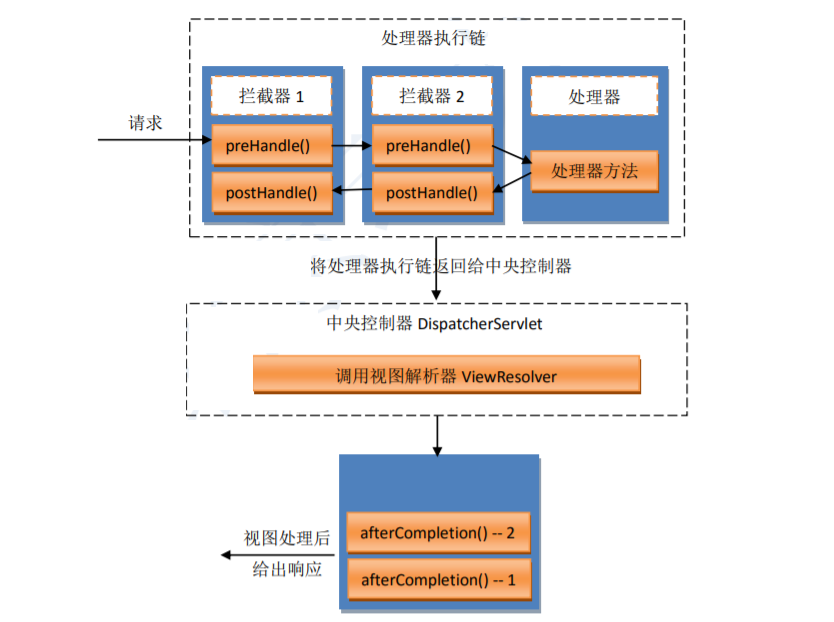 处理器执行链
拦截器 1
拦截器 2
处理器
请求
preHandle()
preHandle()
处理器方法
postHandle()
postHandle()
将处理器执行链返回给中央控制器
中央控制器 DispatcherServlet
调用视图解析器 ViewResolver
视图处理后
给出响应
afterCompletion() -- 2
afterCompletion() -- 1